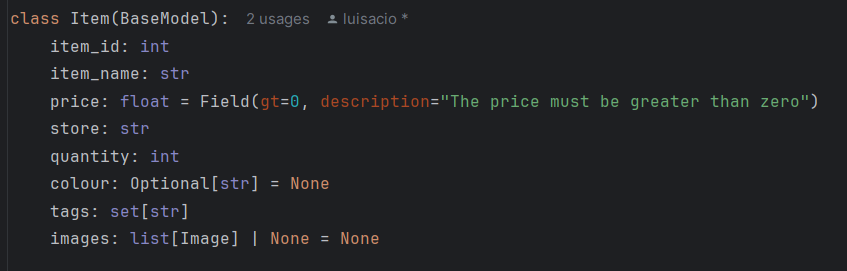 class Item(BaseModel): 2 usages luisacio *
    item_id: int
    item_name: str
    price: float = Field(gt=0, description="The price must be greater than zero")
    store: str
    quantity: int
    colour: Optional[str] = None
    tags: set[str]
    images: list[Image] | None = None